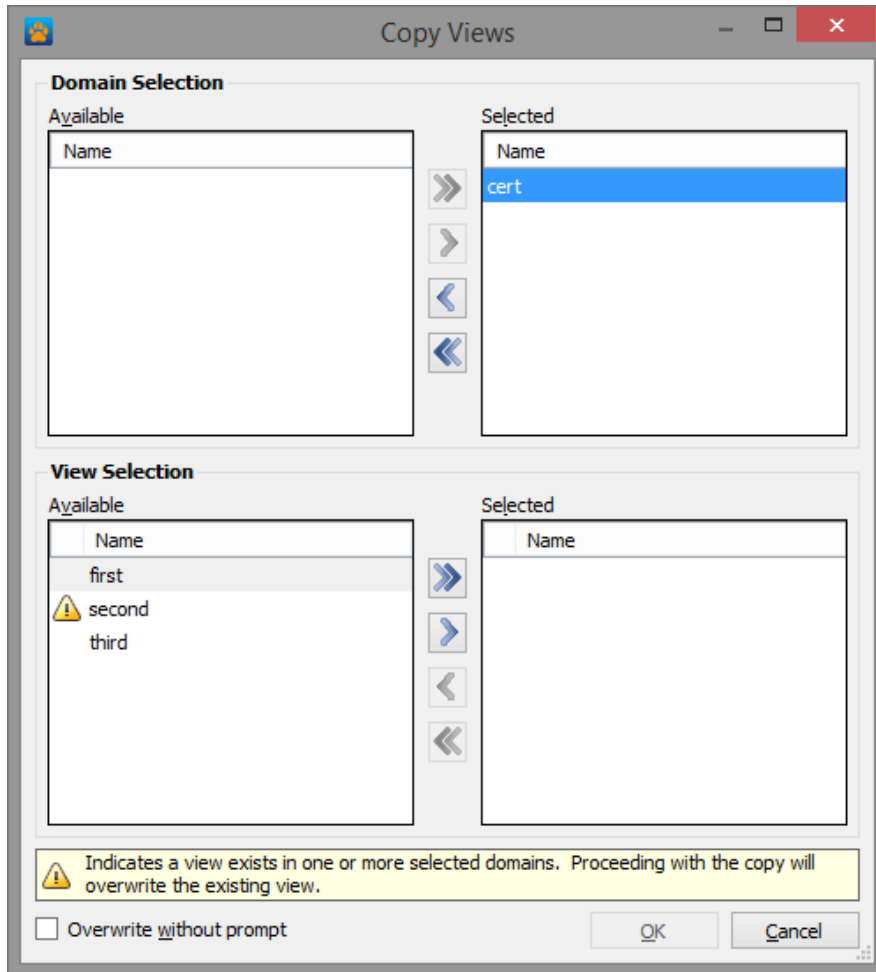 Copy Views
Domain Selection
Available
Selected
Name
Name
cert
View Selection
Available
Selected
Name
Name
first
second
third
Indicates a view exists in one or more selected domains.  Proceeding with the copy will
overwrite the existing view.
Overwrite without prompt
OK
Cancel